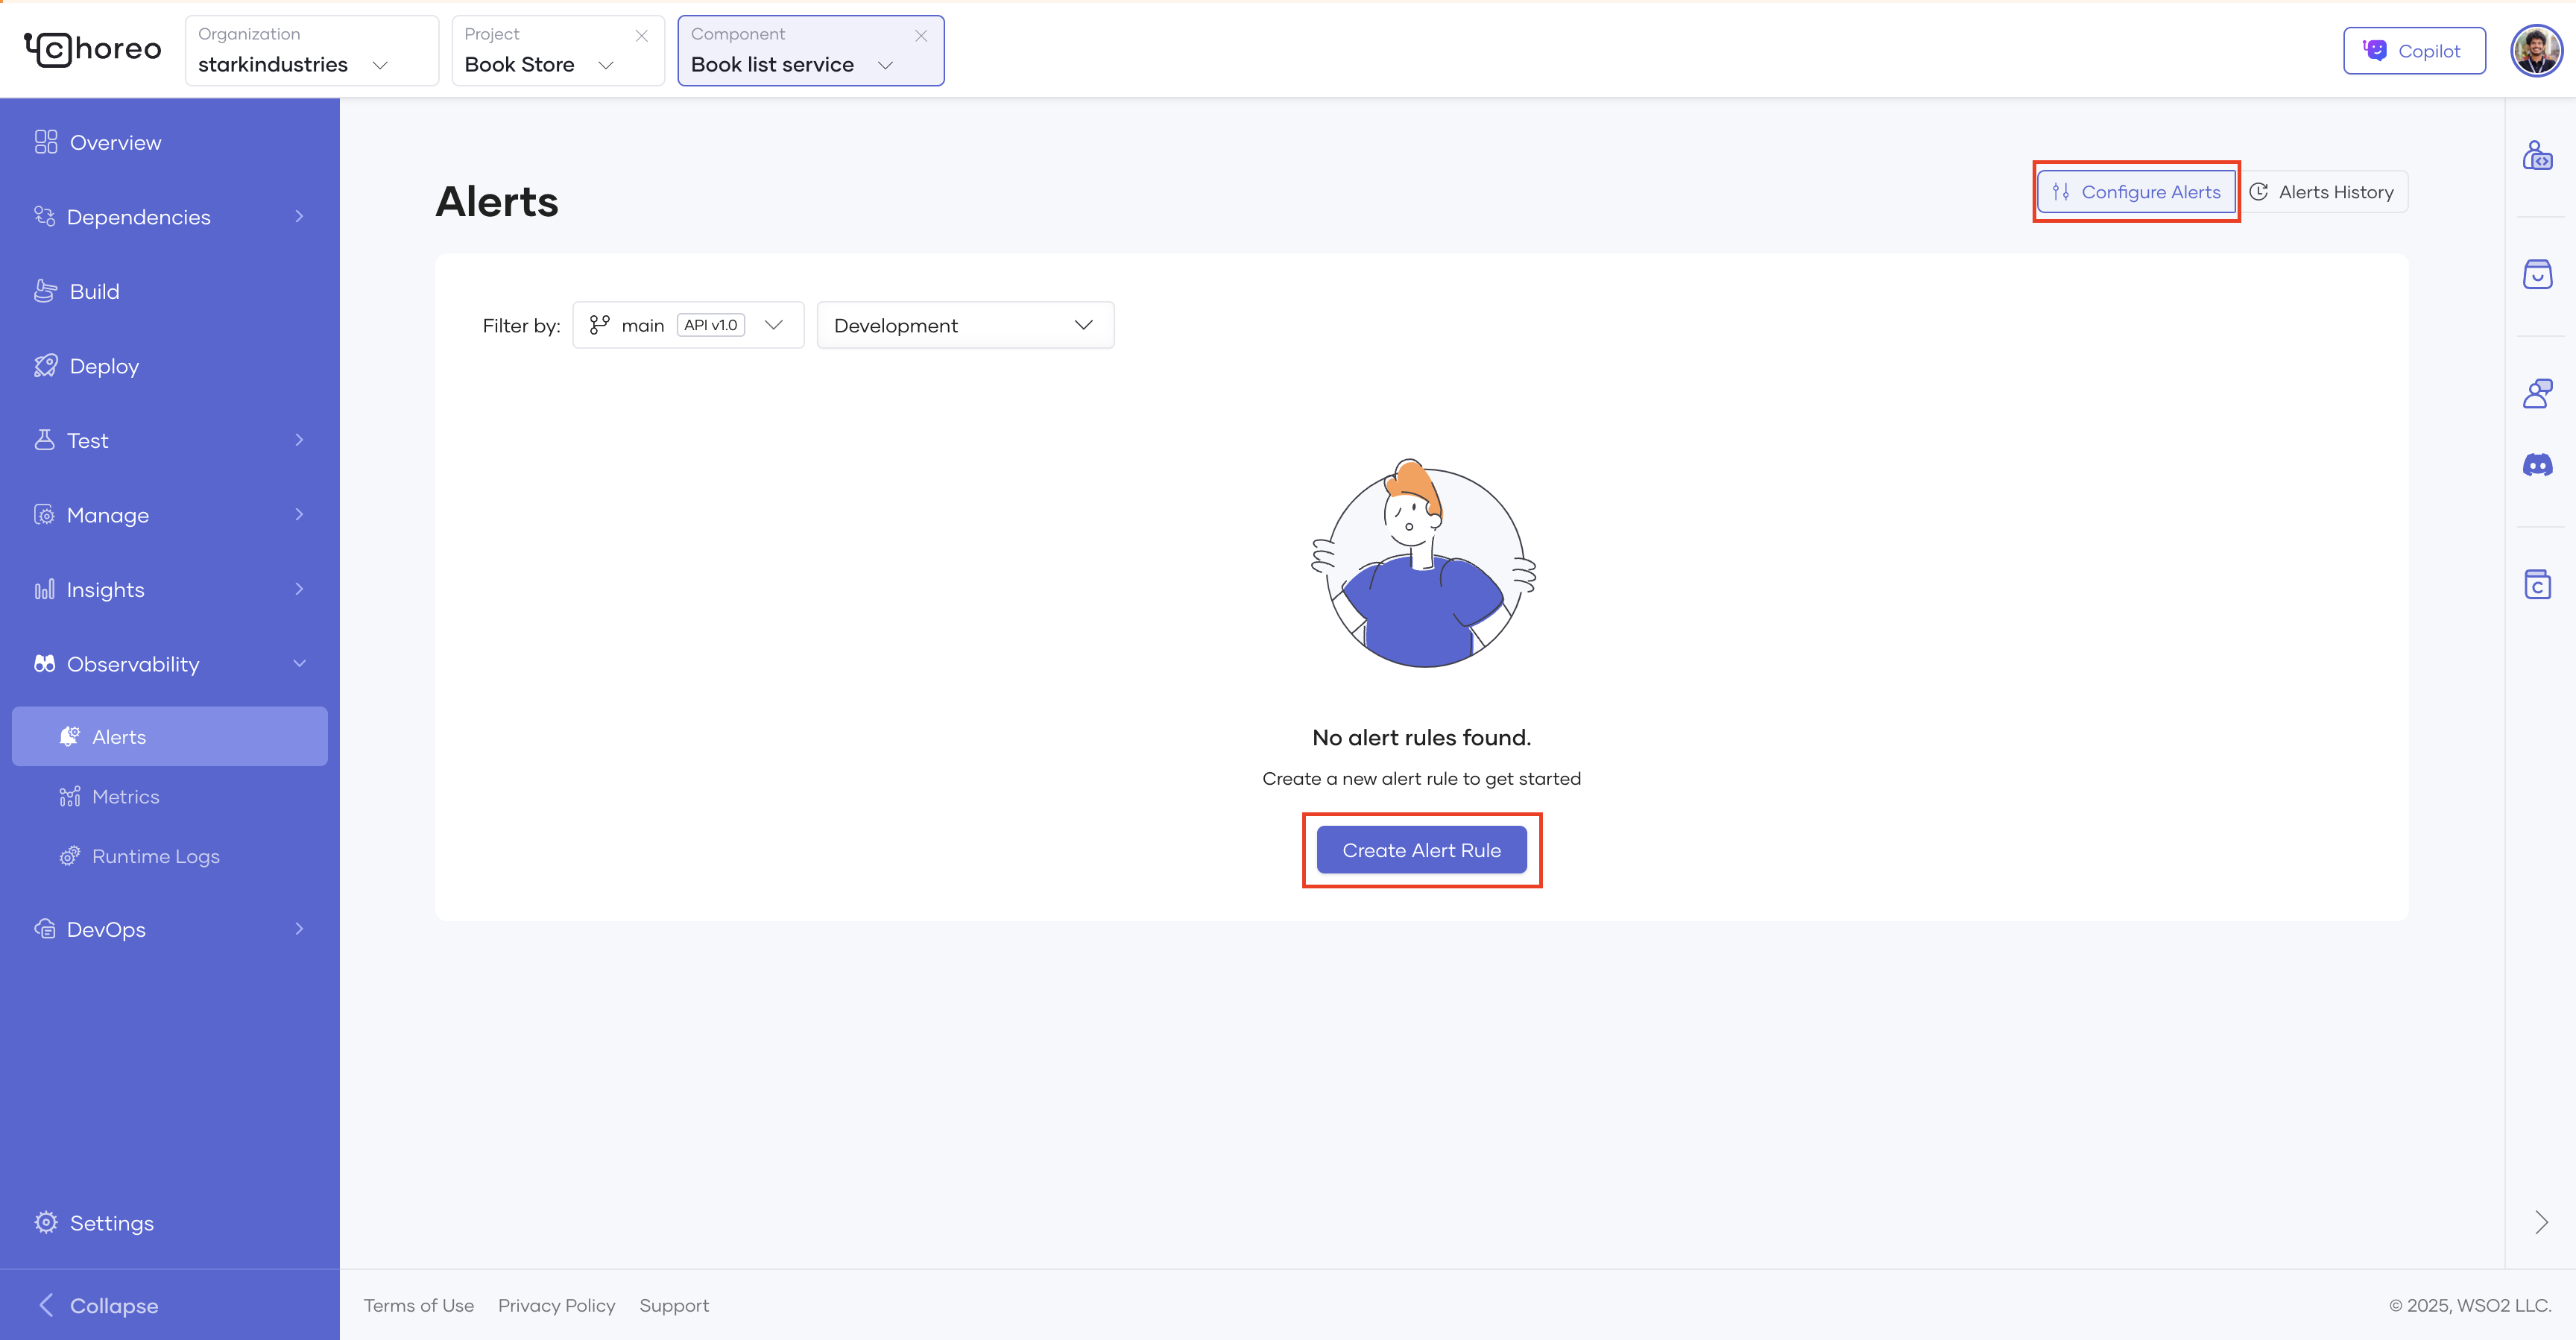 choreo
Organization
starkindustries
Project
Book Store
Component
Book list service
Copilot
Overview
Dependencies
Build
Deploy
Test
Manage
Insights
Observability
Alerts
Metrics
Runtime Logs
DevOps
Settings
Collapse
Alerts
Configure Alerts
Alerts History
Filter by:
main API v1.0
Development
No alert rules found.
Create a new alert rule to get started
Create Alert Rule
C
Terms of Use
Privacy Policy
Support
© 2025, WSO2 LLC.